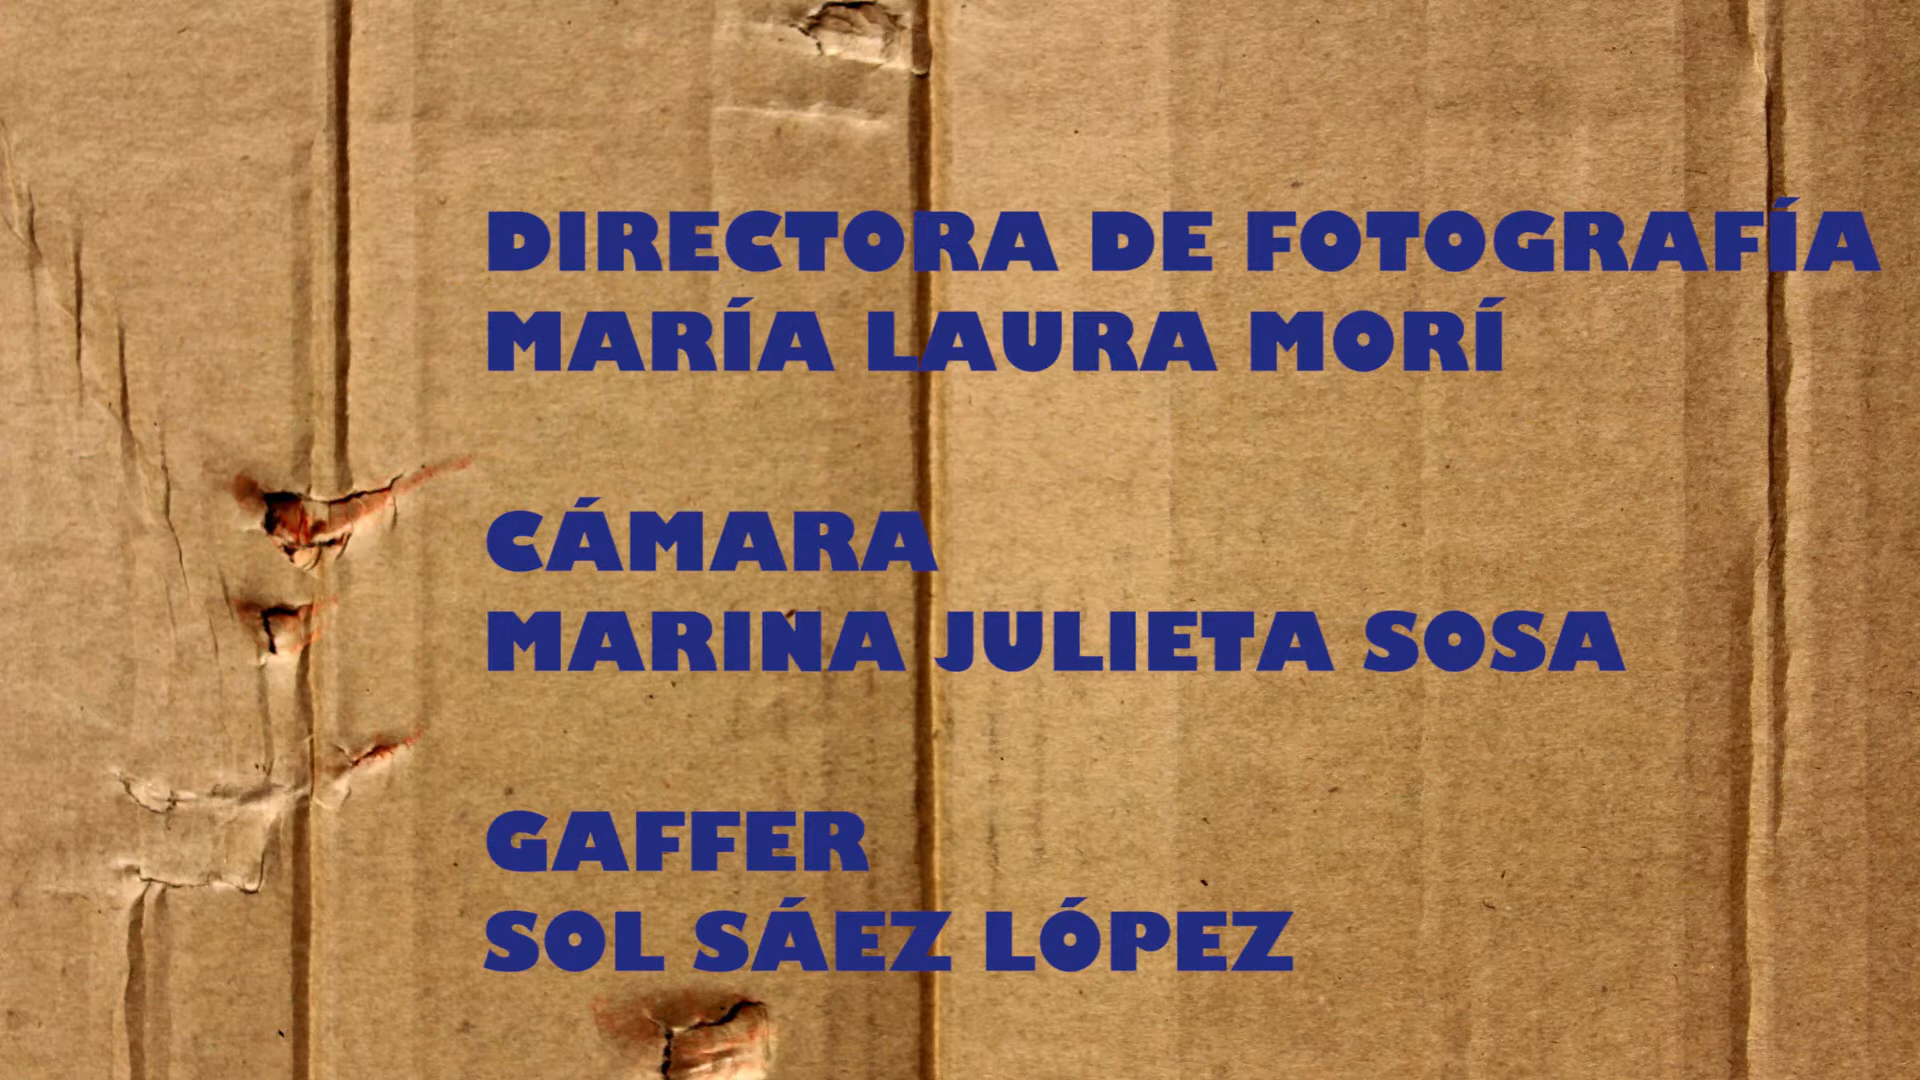 DIRECTORA DE FOTOGRAFÍA
MARÍA LAURA MORÍ
CÁMARA
MARINA JULIETA SOSA
GAFFER
SOL SÁEZ LÓPEZ